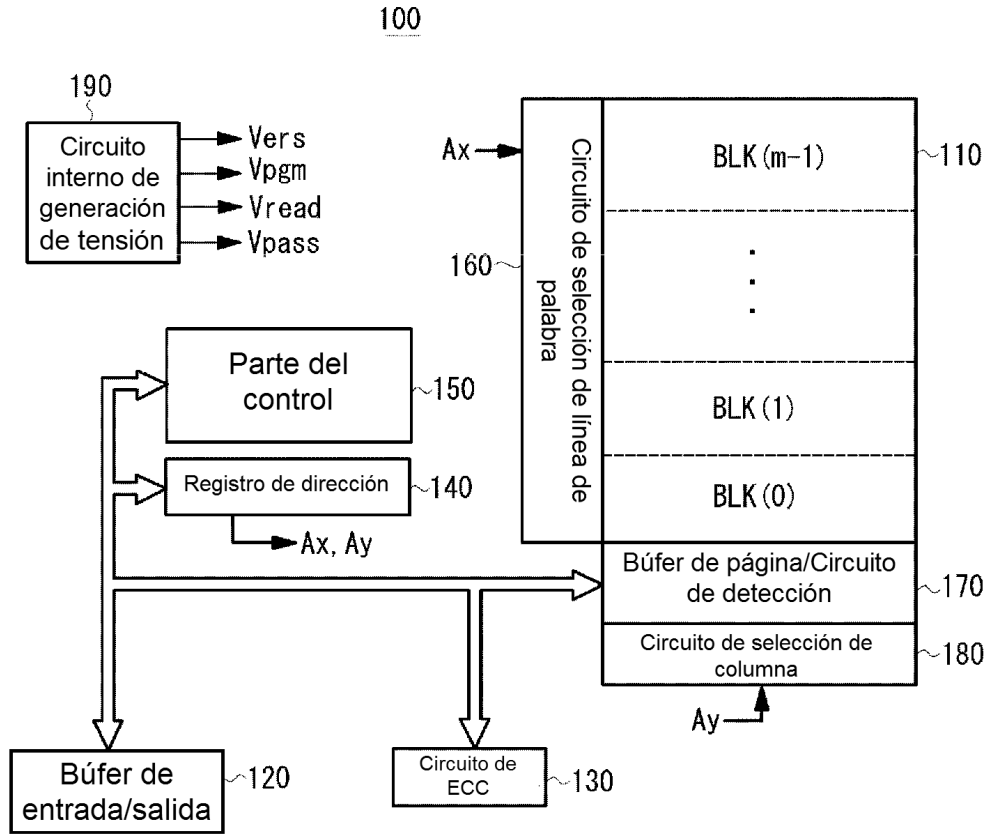 100
190
Circuito
interno de
generación
de tensión
Vers
Vpgm
Vread
Vpass
Ax
160
Circuito de selección de línea de
palabra
BLK(m-1)
110
BLK(1)
BLK(0)
Parte del
control
150
Registro de dirección
140
Ax, Ay
Búfer de página/Circuito
de detección
170
Circuito de selección de
columna
180
Ay
Búfer de
entrada/salida
120
Circuito de
ECC
130